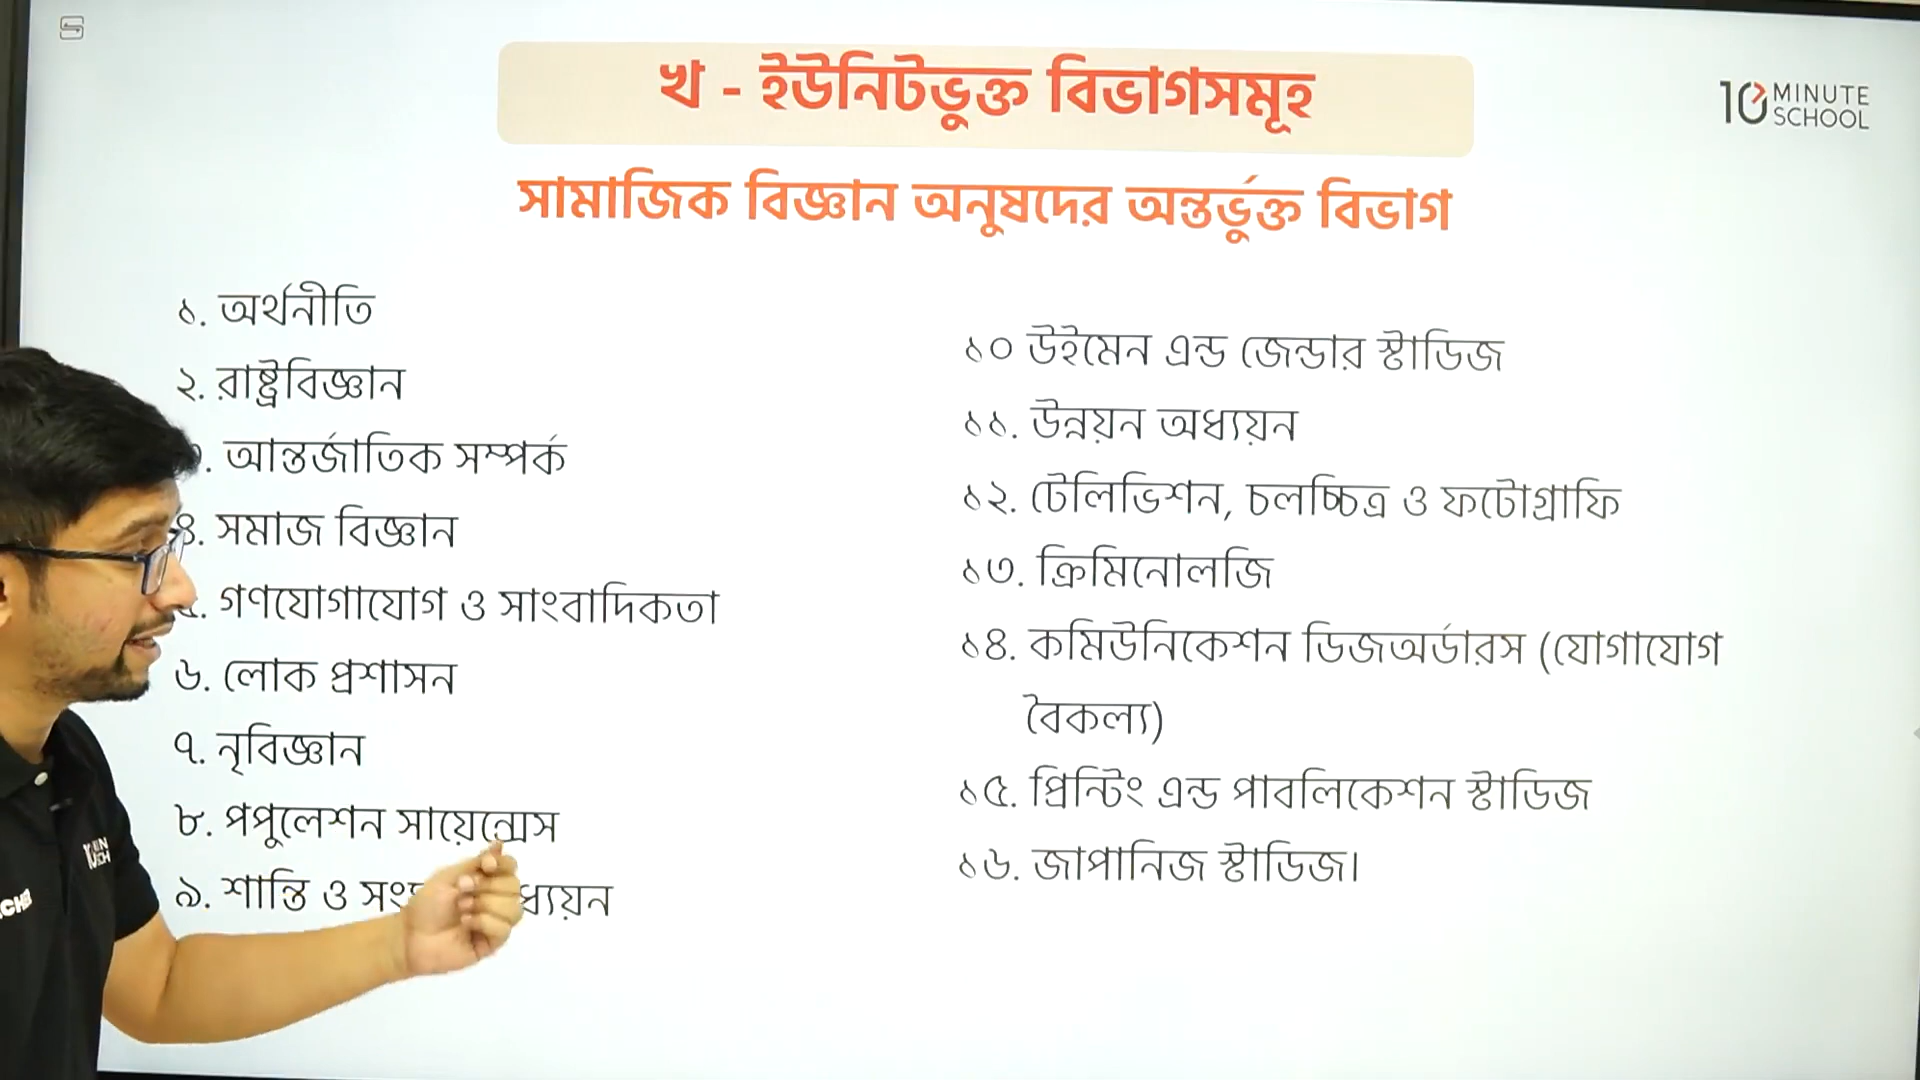 খ - ইউনিটভুক্ত বিভাগসমূহ
10 MINUTE
SCHOOL
সামাজিক বিজ্ঞান অনুষদের অন্তর্ভুক্ত বিভাগ
১. অর্থনীতি
২. রাষ্ট্রবিজ্ঞান
. আন্তর্জাতিক সম্পর্ক
৪. সমাজ বিজ্ঞান
৫. গণযোগাযোগ ও সাংবাদিকতা
৬. লোক প্রশাসন
৭. নৃবিজ্ঞান
৮. পপুলেশন সায়েন্সেস
৯. শান্তি ও
১০ উইমেন এন্ড জেন্ডার স্টাডিজ
১১. উন্নয়ন অধ্যয়ন
১২. টেলিভিশন, চলচ্চিত্র ও ফটোগ্রাফি
১৩. ক্রিমিনোলজি
১৪. কমিউনিকেশন ডিজঅর্ডারস (যোগাযোগ
বৈকল্য)
১৫. প্রিন্টিং এন্ড পাবলিকেশন স্টাডিজ
১৬. জাপানিজ স্টাডিজ।